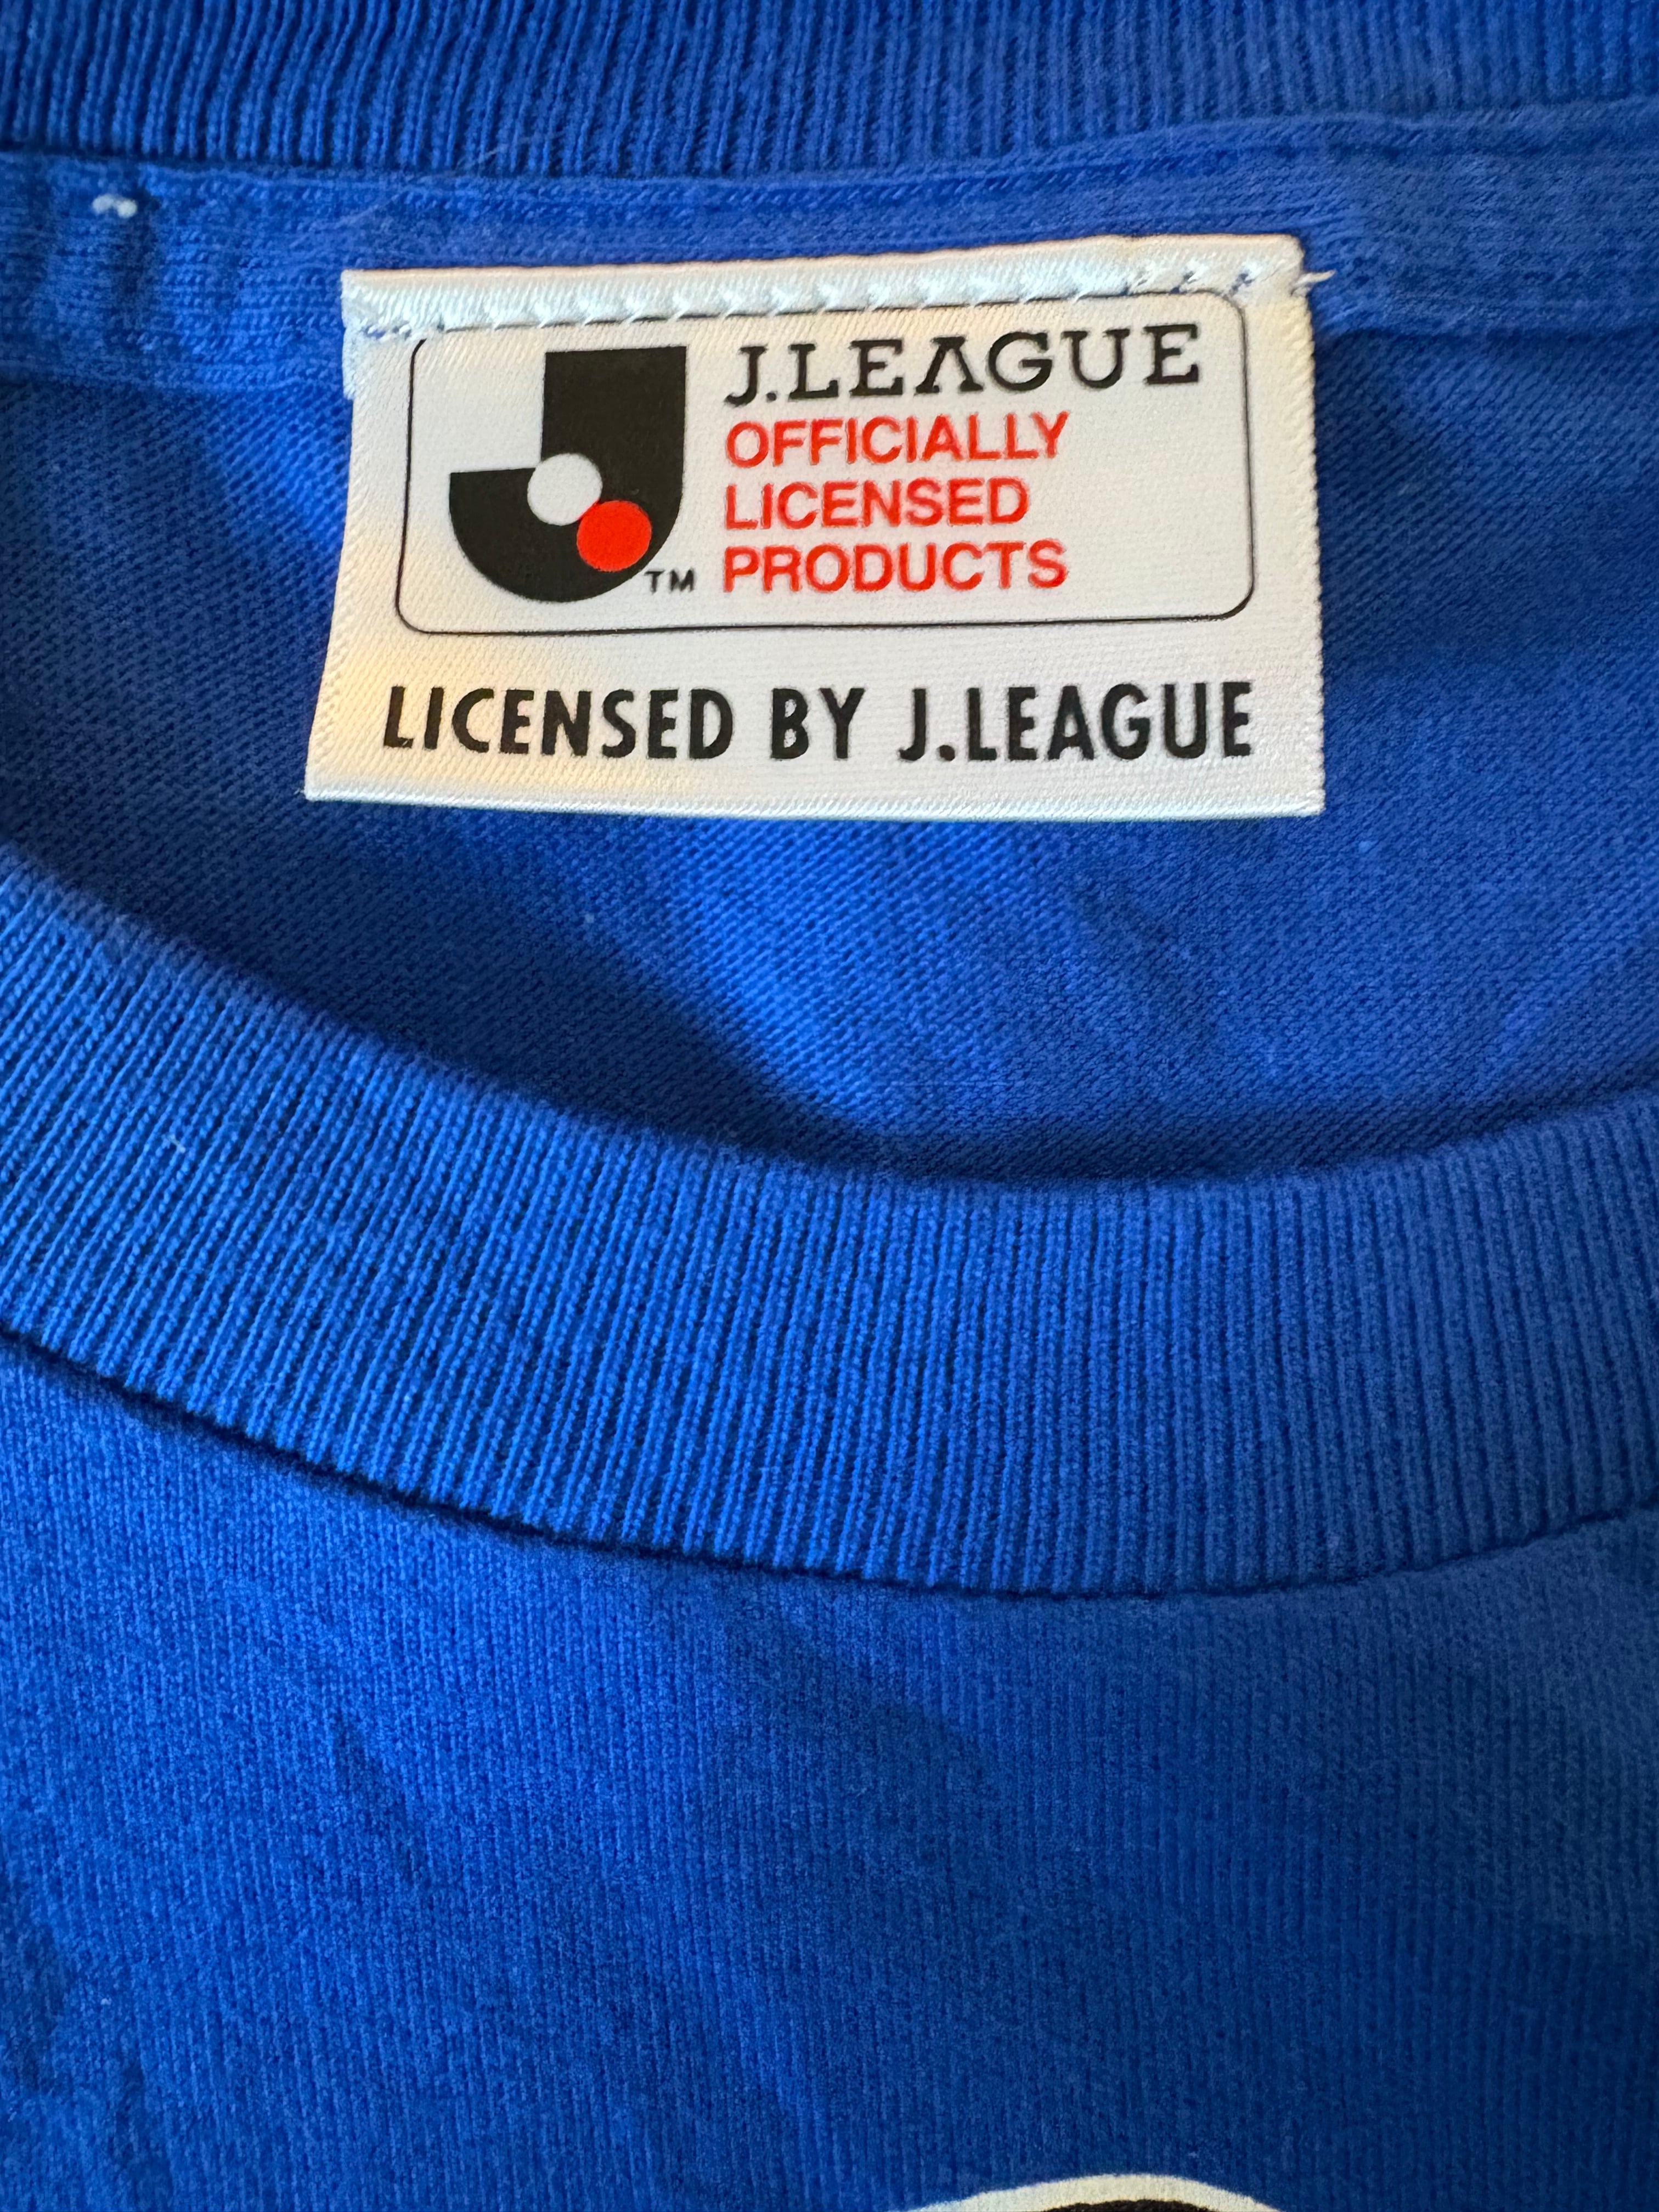 J.LEAGUE
OFFICIALLY
LICENSED
PRODUCTS
TM
LICENSED BY J.LEAGUE